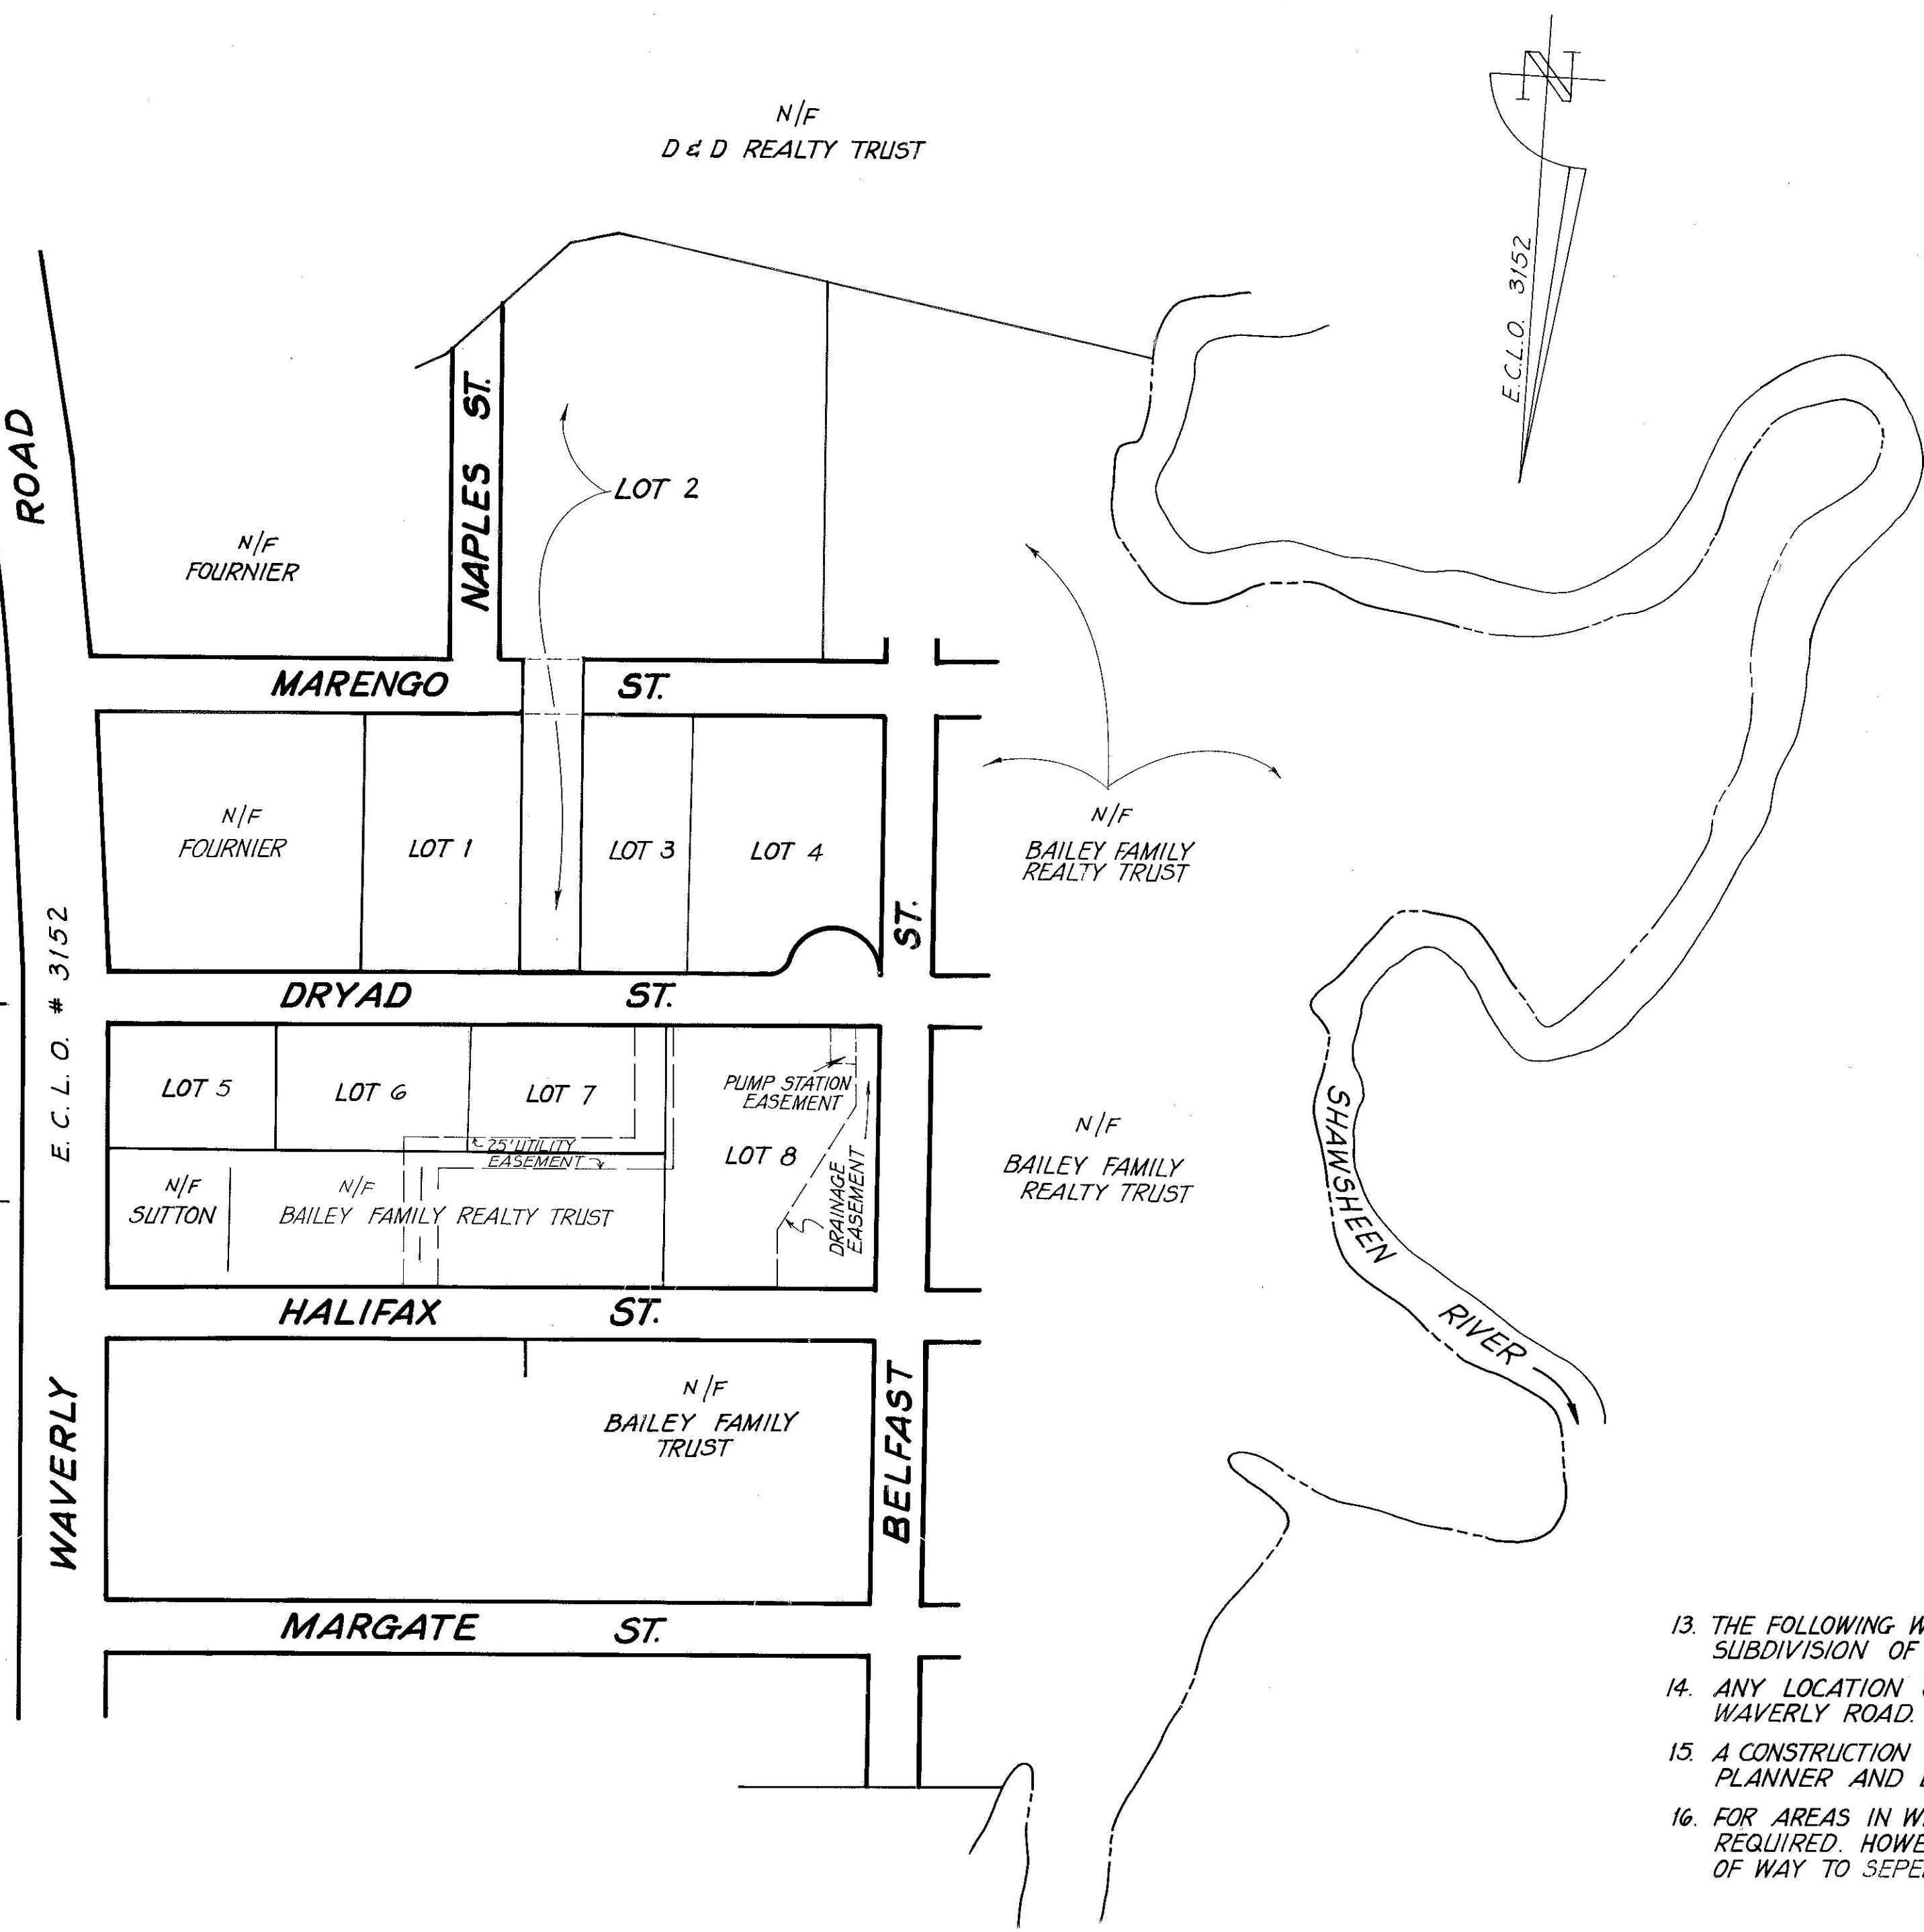 N/F
D & D REALTY TRUST
N
E.C.L.O. 3152
ROAD
NAPLES ST.
LOT 2
N/F
FOURNIER
MARENGO ST.
N/F
FOURNIER
LOT 1
LOT 3
LOT 4
N/F
BAILEY FAMILY
REALTY TRUST
ST.
E. C. L. O. # 3152
DRYAD ST.
LOT 5
LOT 6
LOT 7
PUMP STATION
EASEMENT
25' UTILITY
EASEMENT
LOT 8
DRAINAGE
EASEMENT
N/F
SUTTON
N/F
BAILEY FAMILY REALTY TRUST
N/F
BAILEY FAMILY
REALTY TRUST
SHAWSHEEN
RIVER
HALIFAX ST.
WAVERLY
N/F
BAILEY FAMILY
TRUST
BELFAST
MARGATE ST.
13. THE FOLLOWING
SUBDIVISION OF
14. ANY LOCATION
WAVERLY ROAD.
15. A CONSTRUCTION
PLANNER AND
16. FOR AREAS IN
REQUIRED.
OF WAY TO